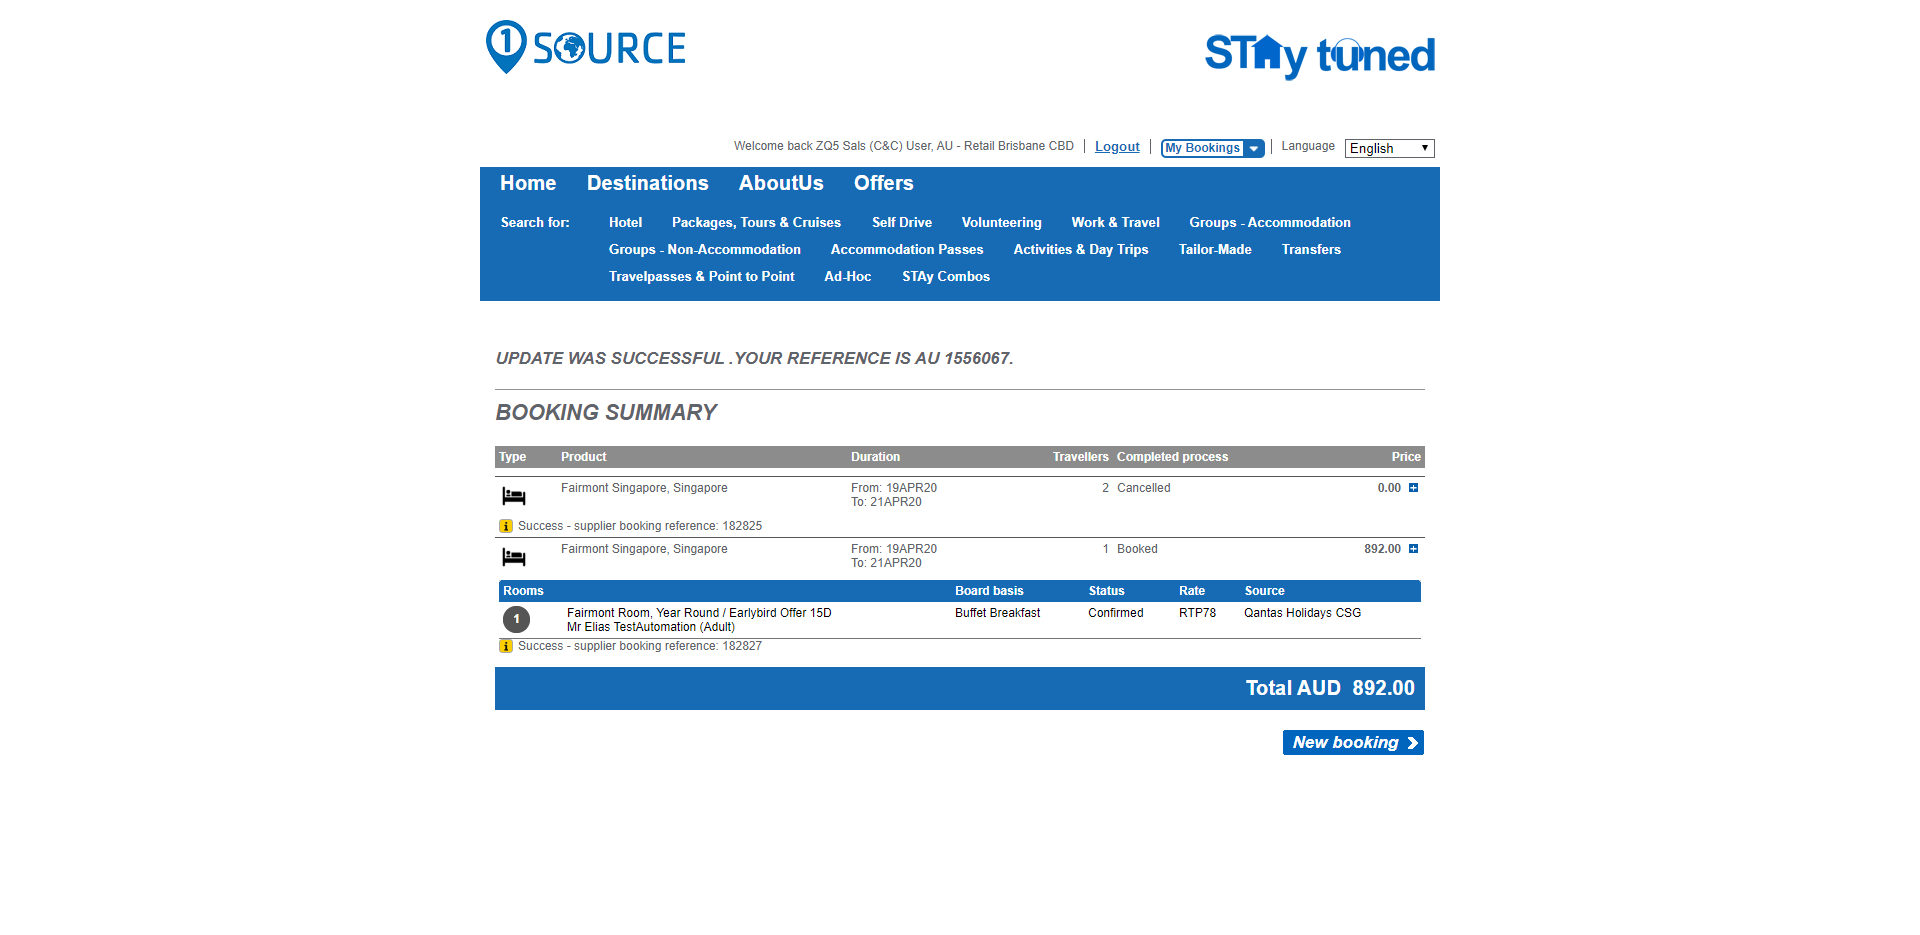 1 SOURCE
STAy tuned
Welcome back ZQ5 Sals (C&C) User, AU - Retail Brisbane CBD Logout My Bookings Language English
Home Destinations AboutUs Offers
Search for: Hotel Packages, Tours & Cruises Self Drive Volunteering Work & Travel Groups - Accommodation
Groups - Non-Accommodation Accommodation Passes Activities & Day Trips Tailor-Made Transfers
Travelpasses & Point to Point Ad-Hoc STAy Combos
UPDATE WAS SUCCESSFUL .YOUR REFERENCE IS AU 1556067.
BOOKING SUMMARY
Type Product Duration Travellers Completed process Price
Fairmont Singapore, Singapore From: 19APR20 2 Cancelled 0.00
To: 21APR20
Success - supplier booking reference: 182825
Fairmont Singapore, Singapore From: 19APR20 1 Booked 892.00
To: 21APR20
Rooms Board basis Status Rate Source
1 Fairmont Room, Year Round / Earlybird Offer 15D Buffet Breakfast Confirmed RTP78 Qantas Holidays CSG
Mr Elias TestAutomation (Adult)
Success - supplier booking reference: 182827
Total AUD 892.00
New booking